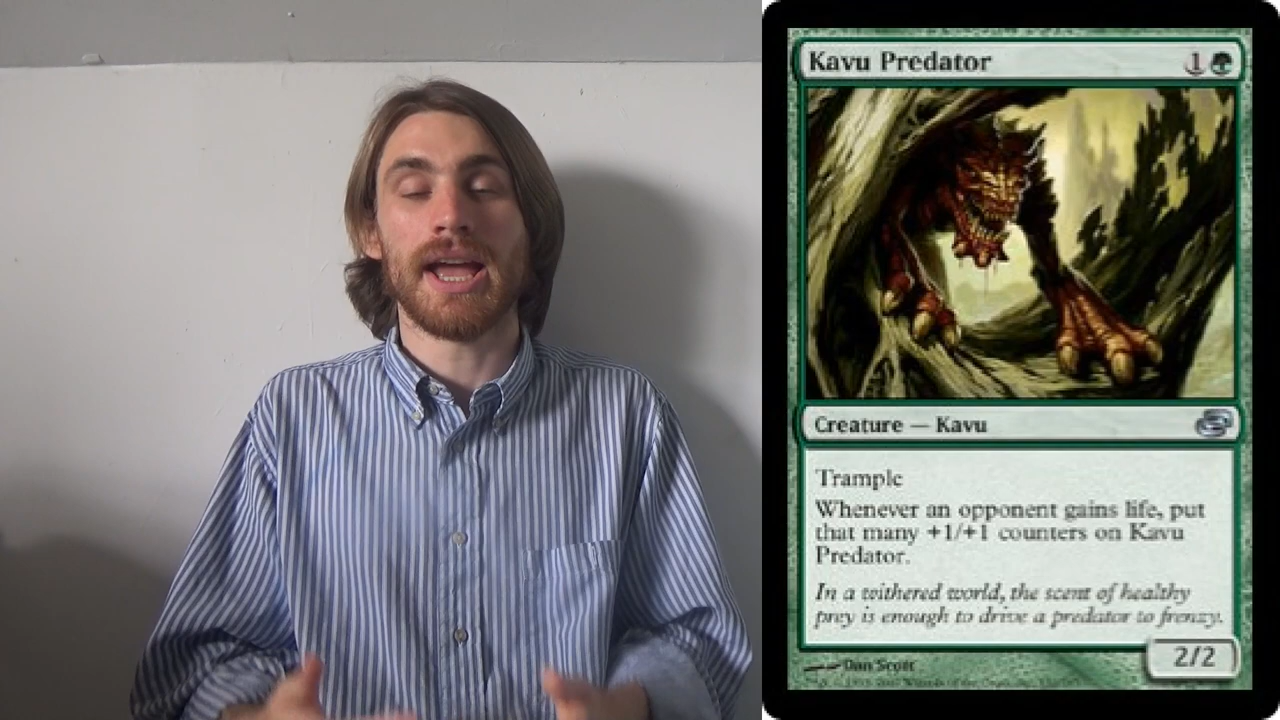 Kavu Predator 1
Creature — Kavu
Trample
Whenever an opponent gains life, put
that many +1/+1 counters on Kavu
Predator.
In a withered world, the scent of healthy
prey is enough to drive a predator to frenzy.
2/2
Dan Scott